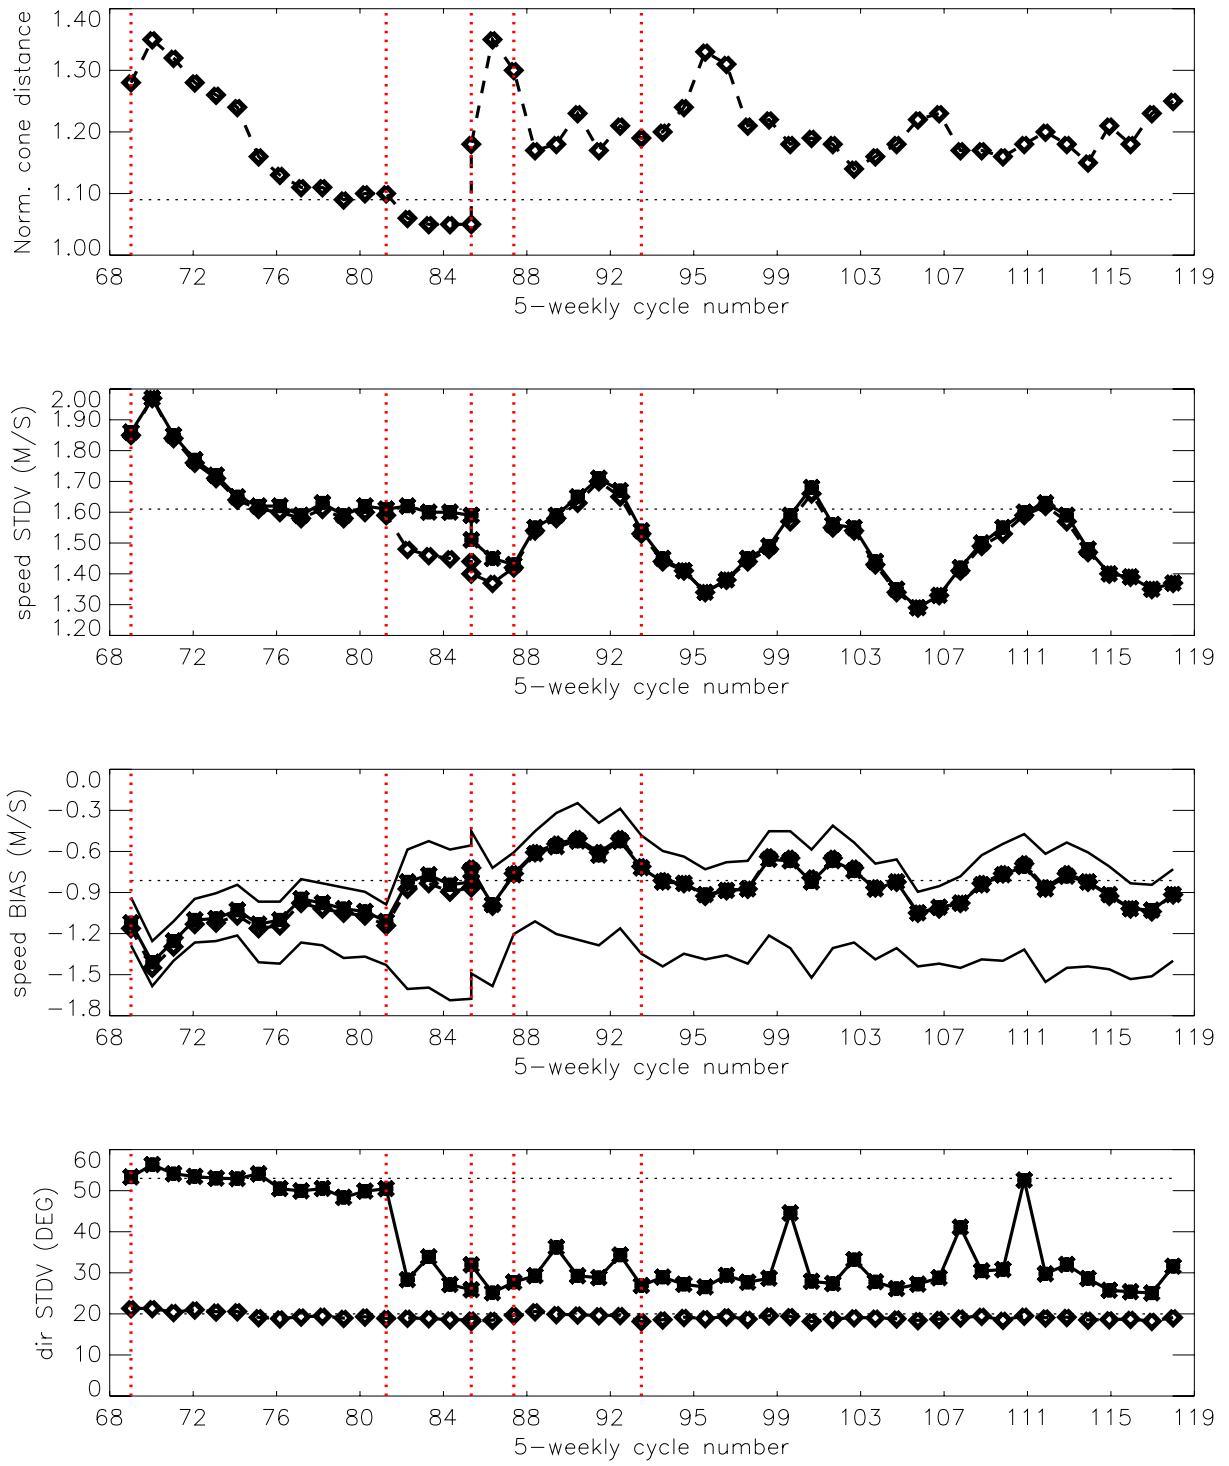 Norm. cone distance
1.40
1.30
1.20
1.10
1.00
68 72 76 80 84 88 92 95 99 103 107 111 115 119
5-weekly cycle number
speed STDV (M/S)
2.00
1.90
1.80
1.70
1.60
1.50
1.40
1.30
1.20
68 72 76 80 84 88 92 95 99 103 107 111 115 119
5-weekly cycle number
speed BIAS (M/S)
0.0
-0.3
-0.6
-0.9
-1.2
-1.5
-1.8
68 72 76 80 84 88 92 95 99 103 107 111 115 119
5-weekly cycle number
dir STDV (DEG)
60
50
40
30
20
10
0
68 72 76 80 84 88 92 95 99 103 107 111 115 119
5-weekly cycle number